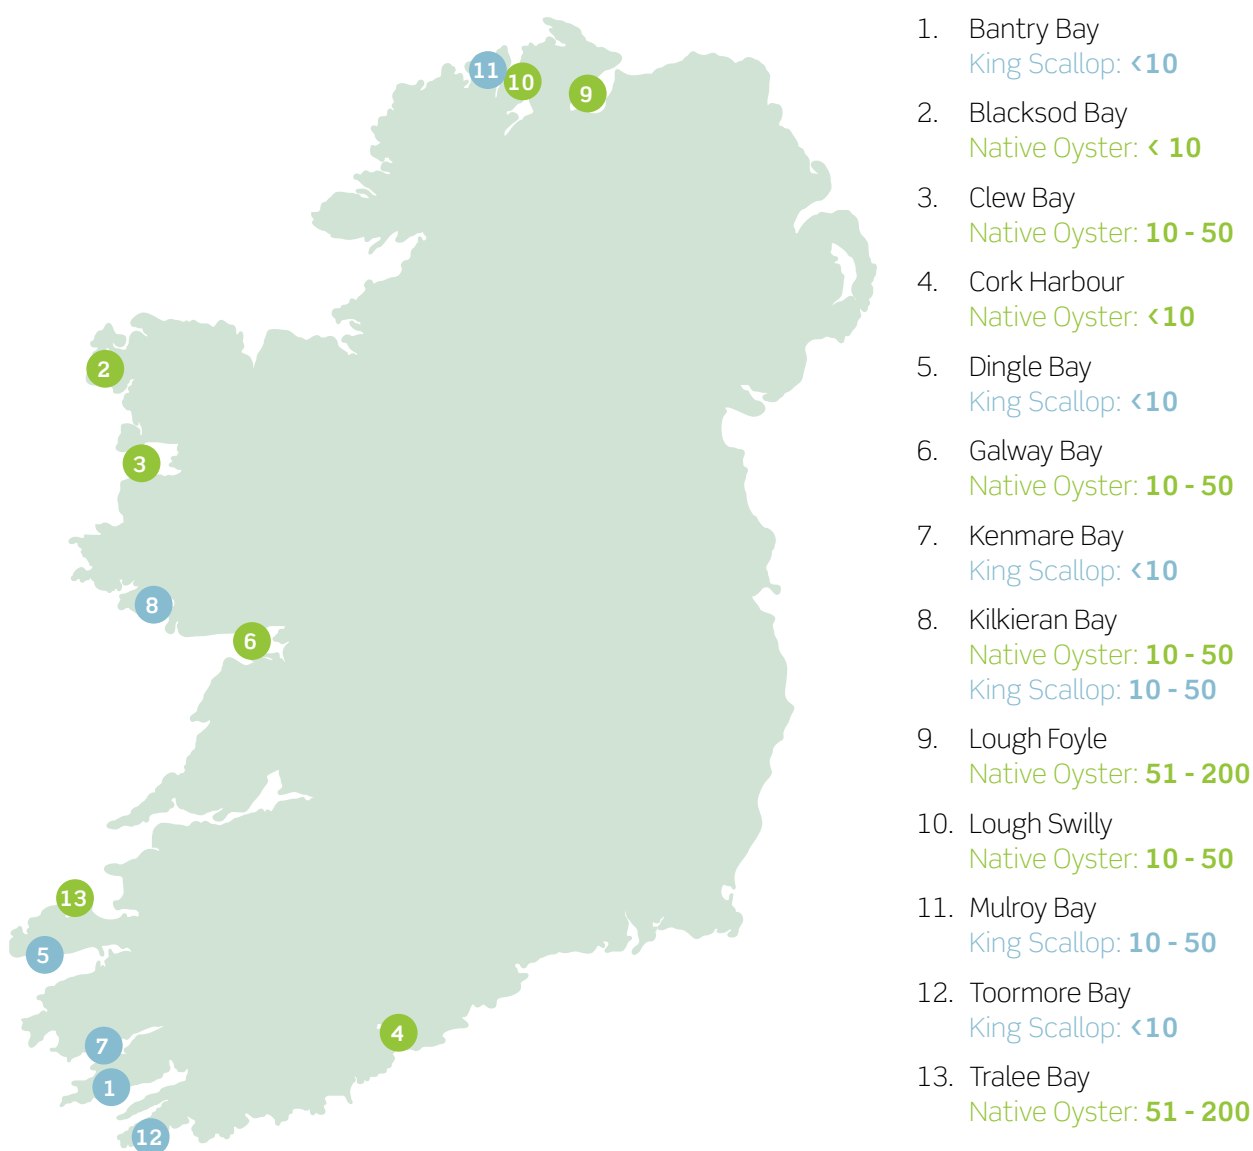 11
10
9
2
3
8
6
13
5
4
7
1
12
1. Bantry Bay
King Scallop: <10
2. Blacksod Bay
Native Oyster: < 10
3. Clew Bay
Native Oyster: 10 - 50
4. Cork Harbour
Native Oyster: <10
5. Dingle Bay
King Scallop: <10
6. Galway Bay
Native Oyster: 10 - 50
7. Kenmare Bay
King Scallop: <10
8. Kilkieran Bay
Native Oyster: 10 - 50
King Scallop: 10 - 50
9. Lough Foyle
Native Oyster: 51 - 200
10. Lough Swilly
Native Oyster: 10 - 50
11. Mulroy Bay
King Scallop: 10 - 50
12. Toormore Bay
King Scallop: <10
13. Tralee Bay
Native Oyster: 51 - 200